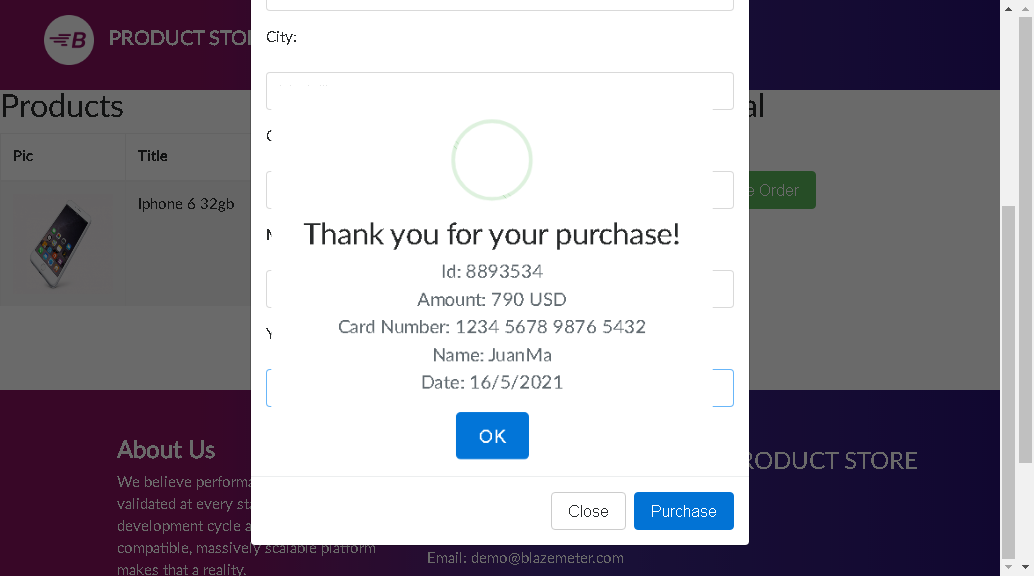 PRODUCT STO
City:
Products
al
Pic
Title
e Order
Iphone 6 32gb
Thank you for your purchase!
Id: 8893534
Amount: 790 USD
Card Number: 1234 5678 9876 5432
Name: JuanMa
Date: 16/5/2021
OK
About Us
We believe performa
validated at every sta
development cycle a
compatible, massively scalable platform
makes that a reality.
RODUCT STORE
Close
Purchase
Email: demo@blazemeter.com